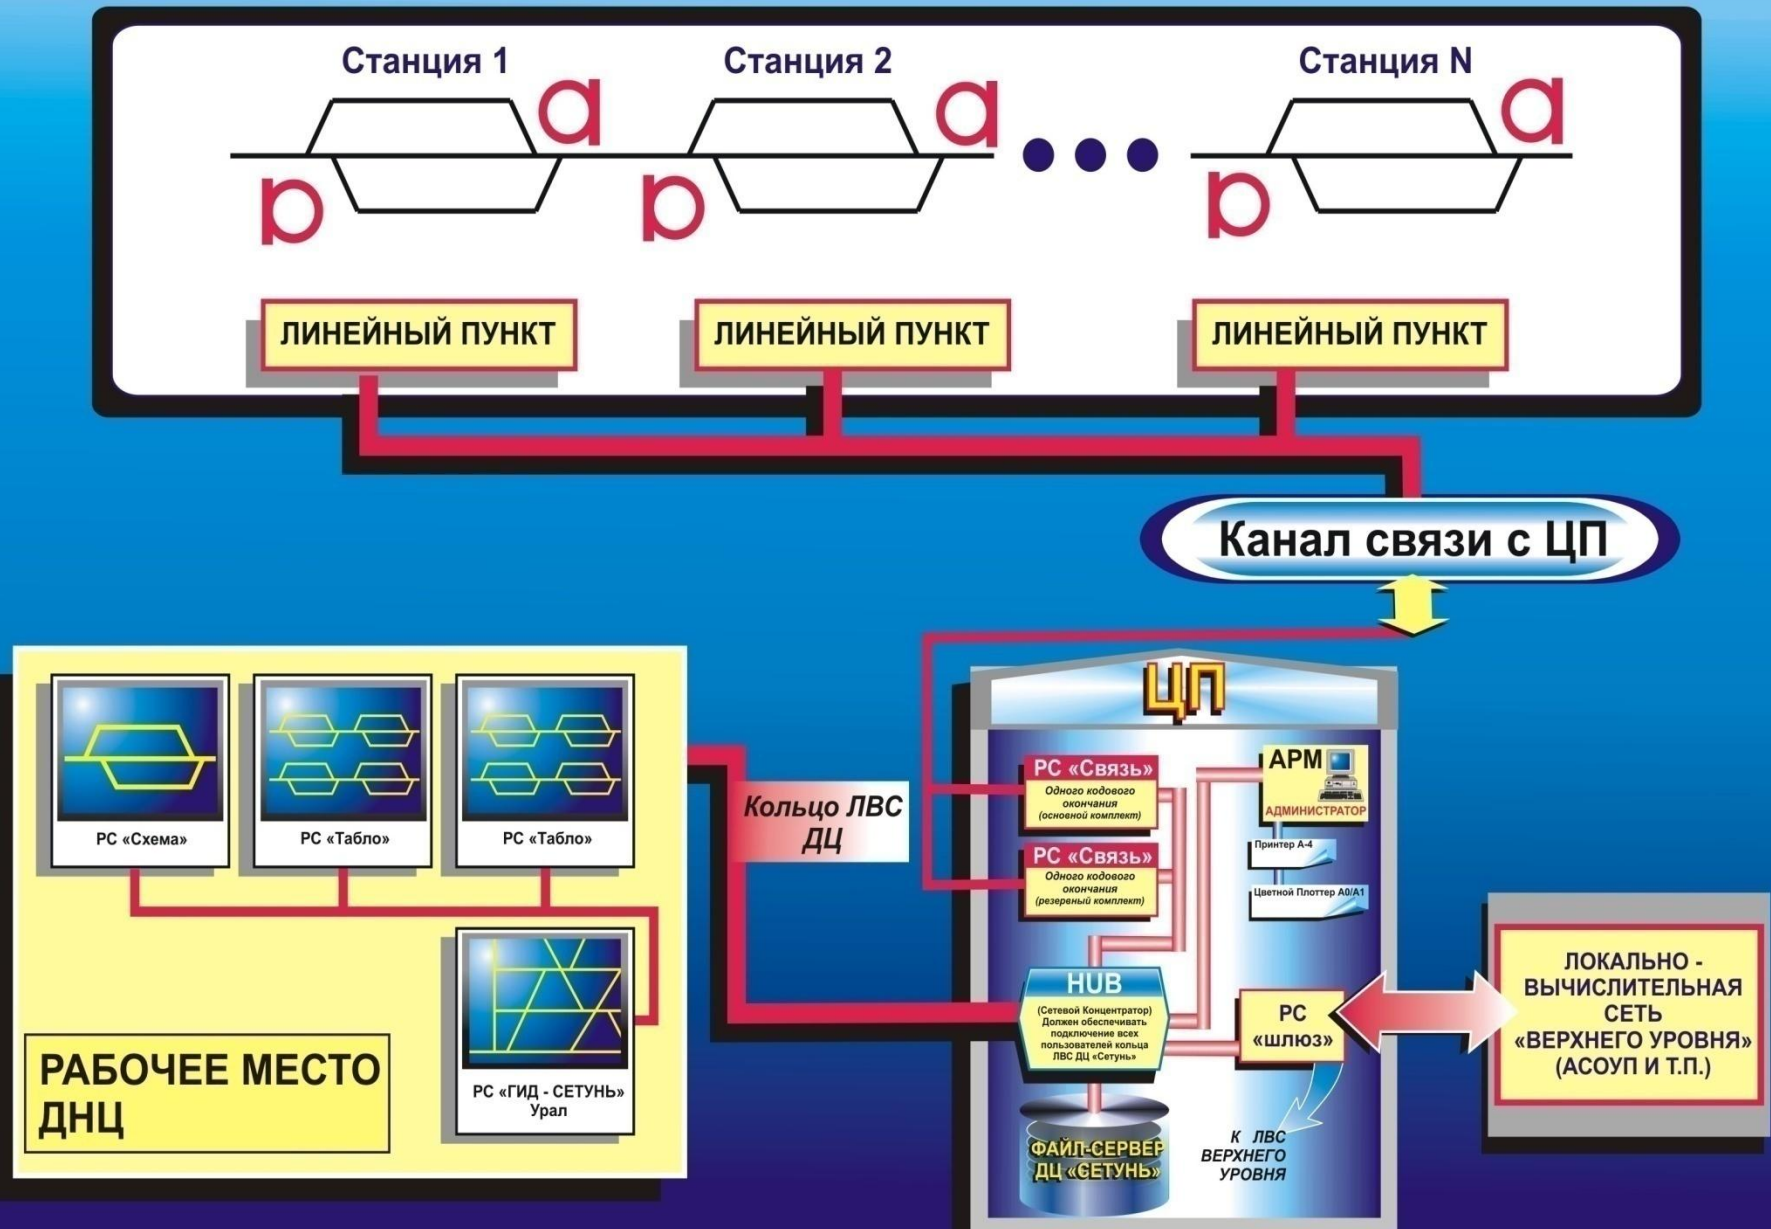 Станция 1
Станция 2
Станция N
ЛИНЕЙНЫЙ ПУНКТ
ЛИНЕЙНЫЙ ПУНКТ
ЛИНЕЙНЫЙ ПУНКТ
Канал связи с ЦП
РС «Схема»
РС «Табло»
РС «Табло»
РС «ГИД - СЕТУНЬ»
Урал
РАБОЧЕЕ МЕСТО
ДНЦ
Кольцо ЛВС
ДЦ
ЦП
РС «Связь»
Одного кодового
окончания
(основной комплект)
РС «Связь»
Одного кодового
окончания
(резервный комплект)
АРМ
АДМИНИСТРАТОР
Принтер А-4
Цветной Плоттер А0/А1
HUB
(Сетевой Концентратор)
Должен обеспечивать
подключение всех
пользователей кольца
ЛВС ДЦ «Сетунь»
РС
«шлюз»
ФАЙЛ-СЕРВЕР
ДЦ «СЕТУНЬ»
К ЛВС
ВЕРХНЕГО
УРОВНЯ
ЛОКАЛЬНО -
ВЫЧИСЛИТЕЛЬНАЯ
СЕТЬ
«ВЕРХНЕГО УРОВНЯ»
(АСОУП И Т.П.)